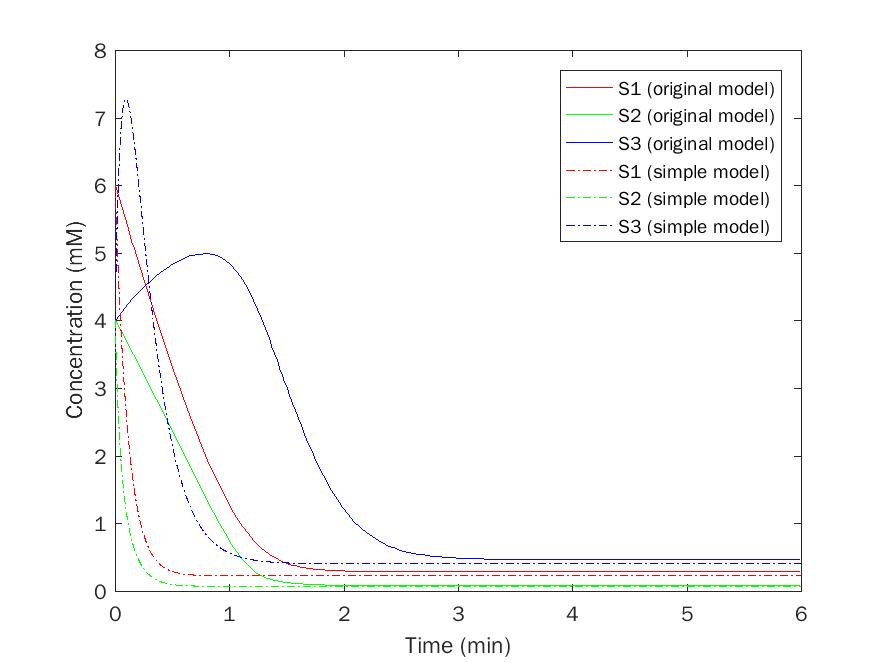 8
7
6
5
4
3
2
1
0
Concentration (mM)
S1 (original model)
S2 (original model)
S3 (original model)
S1 (simple model)
S2 (simple model)
S3 (simple model)
0 1 2 3 4 5 6
Time (min)